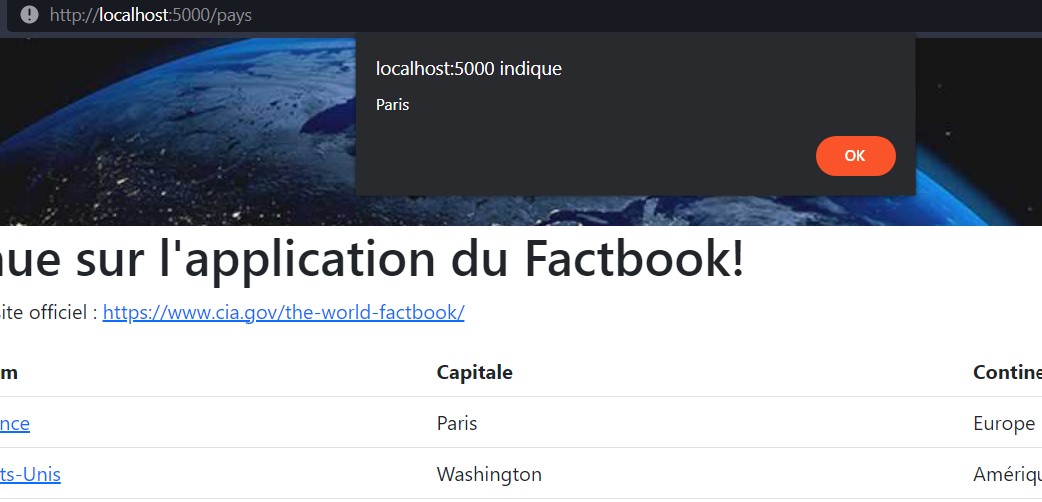 http://localhost:5000/pays
localhost:5000 indique
Paris
OK
nue sur l'application du Factbook!
site officiel : https://www.cia.gov/the-world-factbook/
m Capitale Contine
nce Paris Europe
ts-Unis Washington Amériqu